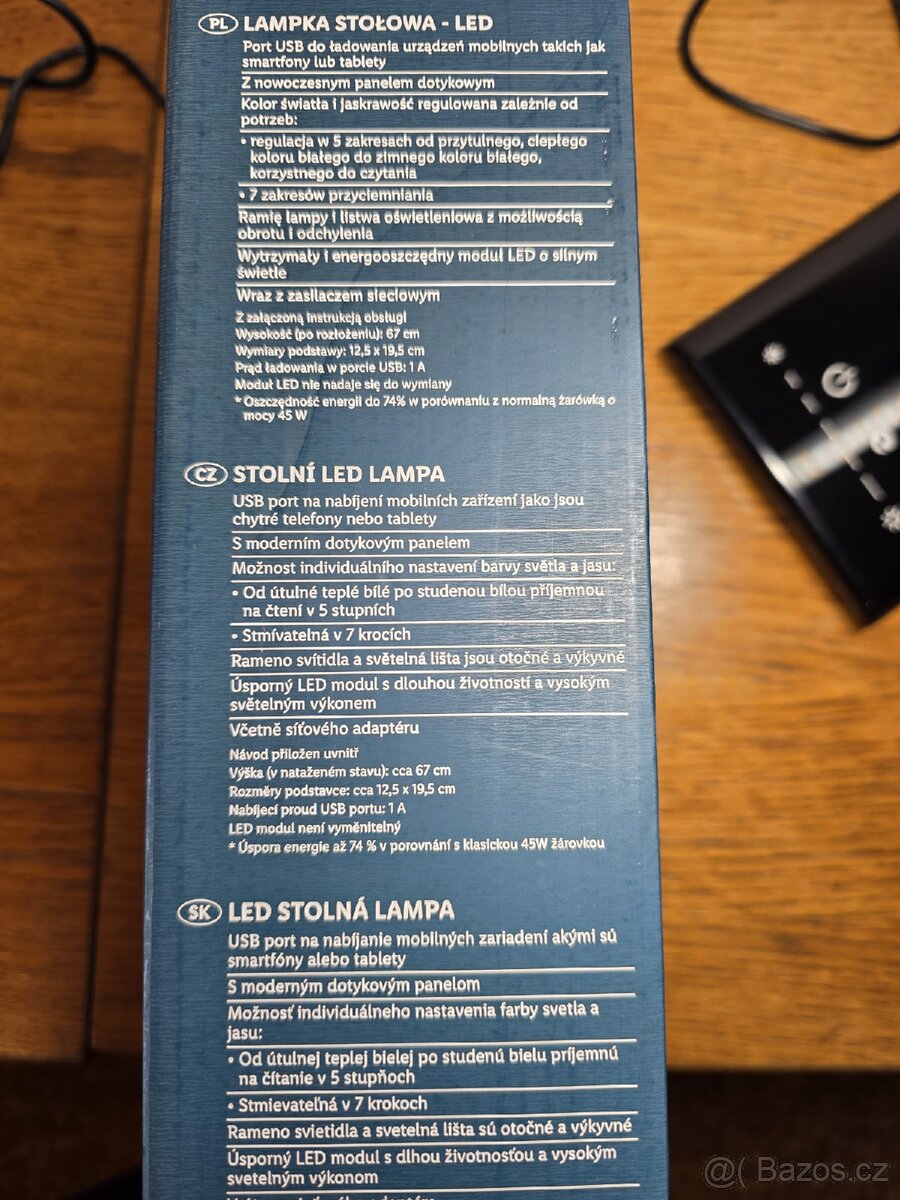 PL LAMPKA STOŁOWA - LED
Port USB do ładowania urządzeń mobilnych takich jak
smartfony lub tablety
Z nowoczesnym panelem dotykowym
Kolor światła i jaskrawość regulowana zależnie od
potrzeb:
• regulacja w 5 zakresach od przytulnego, ciepłego
koloru białego do zimnego koloru białego,
korzystnego do czytania
• 7 zakresów przyciemniania
Ramię lampy i listwa oświetleniowa z możliwością
obrotu i odchylenia
Wytrzymały i energooszczędny moduł LED o silnym
świetle
Wraz z zasilaczem sieciowym
Z załączoną instrukcją obsługi
Wysokość (po rozłożeniu): 67 cm
Wymiary podstawy: 12,5 x 19,5 cm
Prąd ładowania w porcie USB: 1 A
Moduł LED nie nadaje się do wymiany
* Oszczędność energii do 74% w porównaniu z normalną żarówką o
mocy 45 W
CZ STOLNÍ LED LAMPA
USB port na nabíjení mobilních zařízení jako jsou
chytré telefony nebo tablety
S moderním dotykovým panelem
Možnost individuálního nastavení barvy světla a jasu:
• Od útulné teplé bílé po studenou bílou příjemnou
na čtení v 5 stupních
• Stmívatelná v 7 krocích
Rameno svítidla a světelná lišta jsou otočné a výkyvné
Úsporný LED modul s dlouhou životností a vysokým
světelným výkonem
Včetně síťového adaptéru
Návod přiložen uvnitř
Výška (v nataženém stavu): cca 67 cm
Rozměry podstavce: cca 12,5 x 19,5 cm
Nabíjecí proud USB portu: 1 A
LED modul není vyměnitelný
* Úspora energie až 74 % v porovnání s klasickou 45W žárovkou
SK LED STOLNÁ LAMPA
USB port na nabíjanie mobilných zariadení akými sú
smartfóny alebo tablety
S moderným dotykovým panelom
Možnosť individuálneho nastavenia farby svetla a
jasu:
• Od útulnej teplej bielej po studenú bielu príjemnú
na čítanie v 5 stupňoch
• Stmievateľná v 7 krokoch
Rameno svietidla a svetelná lišta sú otočné a výkyvné
Úsporný LED modul s dlhou životnosťou a vysokým
svetelným výkonom
@( Bazos.cz